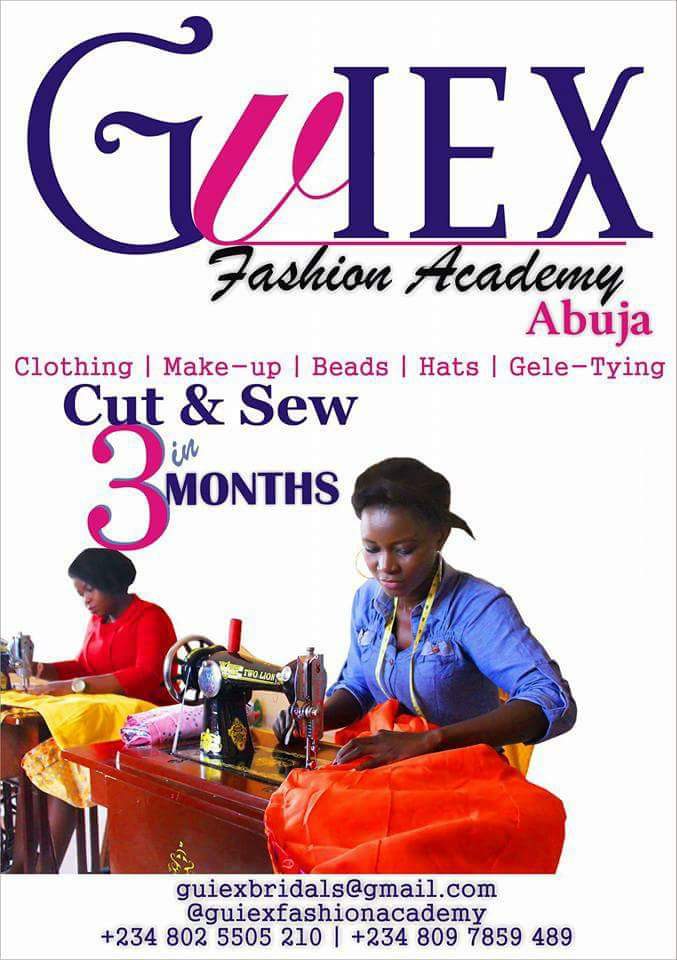 GUIEX
Fashion Academy
Abuja
Clothing | Make-up | Beads | Hats | Gele-Tying
Cut & Sew
3 in
MONTHS
TWO LION
guiexbridals@gmail.com
@guiexfashionacademy
+234 802 5505 210 | +234 809 7859 489